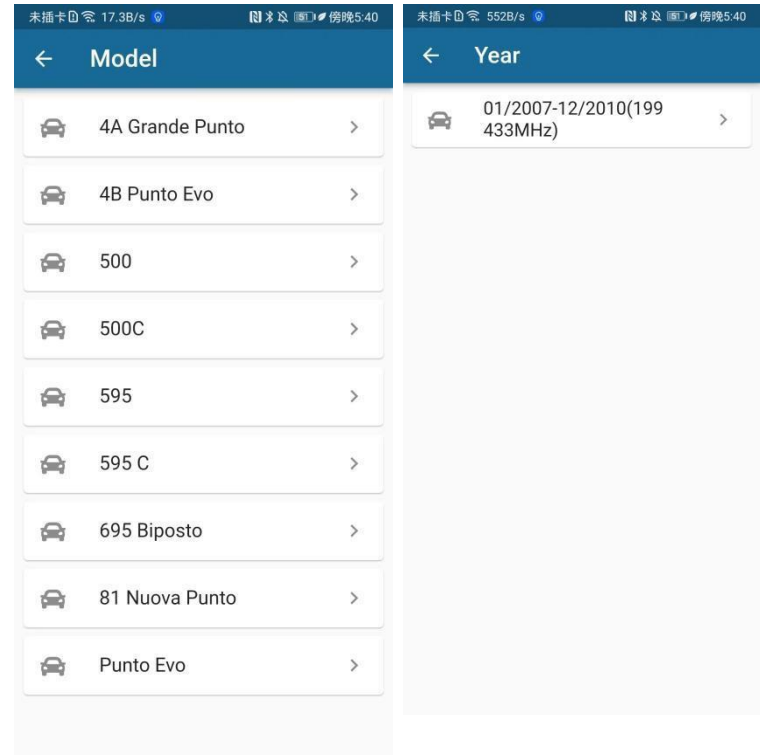 未插卡 17.3B/s 傍晚5:40
Model
4A Grande Punto
4B Punto Evo
500
500C
595
595 C
695 Biposto
81 Nuova Punto
Punto Evo
未插卡 552B/s 傍晚5:40
Year
01/2007-12/2010(199
433MHz)